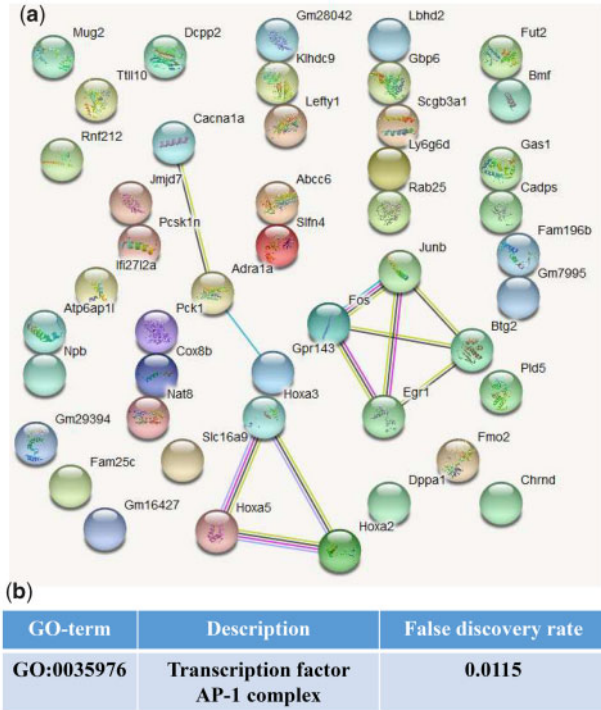 (a)
Mug2
Dcpp2
Gm28042
Lbhd2
Fut2
Ttll10
Klhdc9
Gbp6
Bmf
Rnf212
Cacna1a
Lefty1
Scgb3a1
Ly6g6d
Gas1
Jmjd7
Abcc6
Rab25
Cadps
Pcsk1n
Slfn4
Fam196b
Ifi27l2a
Adra1a
Junb
Gm7995
Atp6ap1l
Pck1
Fos
Btg2
Npb
Cox8b
Gpr143
Pld5
Nat8
Hoxa3
Egr1
Gm29394
Slc16a9
Fmo2
Fam25c
Dppa1
Chrnd
Gm16427
Hoxa5
Hoxa2
(b)
GO-term Description False discovery rate
GO:0035976 Transcription factor 0.0115
AP-1 complex